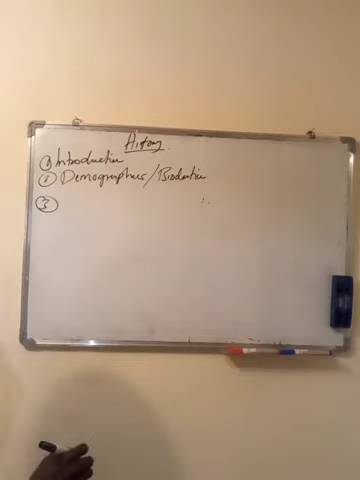 History
① Introduction
② Demographics/Biodata
③